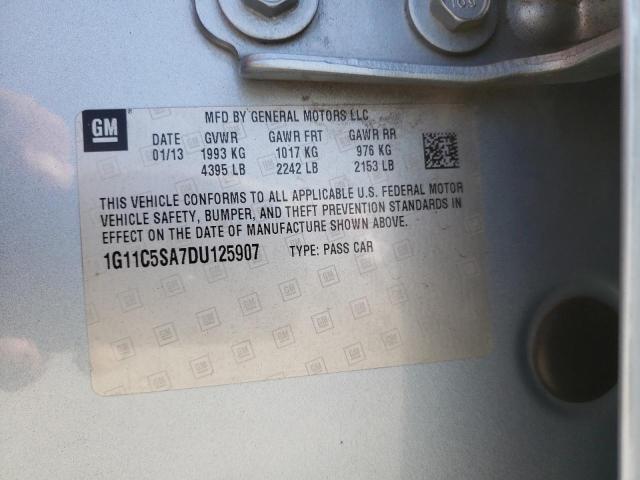 GM
MFD BY GENERAL MOTORS LLC
DATE GVWR GAWR FRT GAWR RR
01/13 1993 KG 1017 KG 976 KG
4395 LB 2242 LB 2153 LB
THIS VEHICLE CONFORMS TO ALL APPLICABLE U.S. FEDERAL MOTOR
VEHICLE SAFETY, BUMPER, AND THEFT PREVENTION STANDARDS IN
EFFECT ON THE DATE OF MANUFACTURE SHOWN ABOVE.
1G11C5SA7DU125907 TYPE: PASS CAR